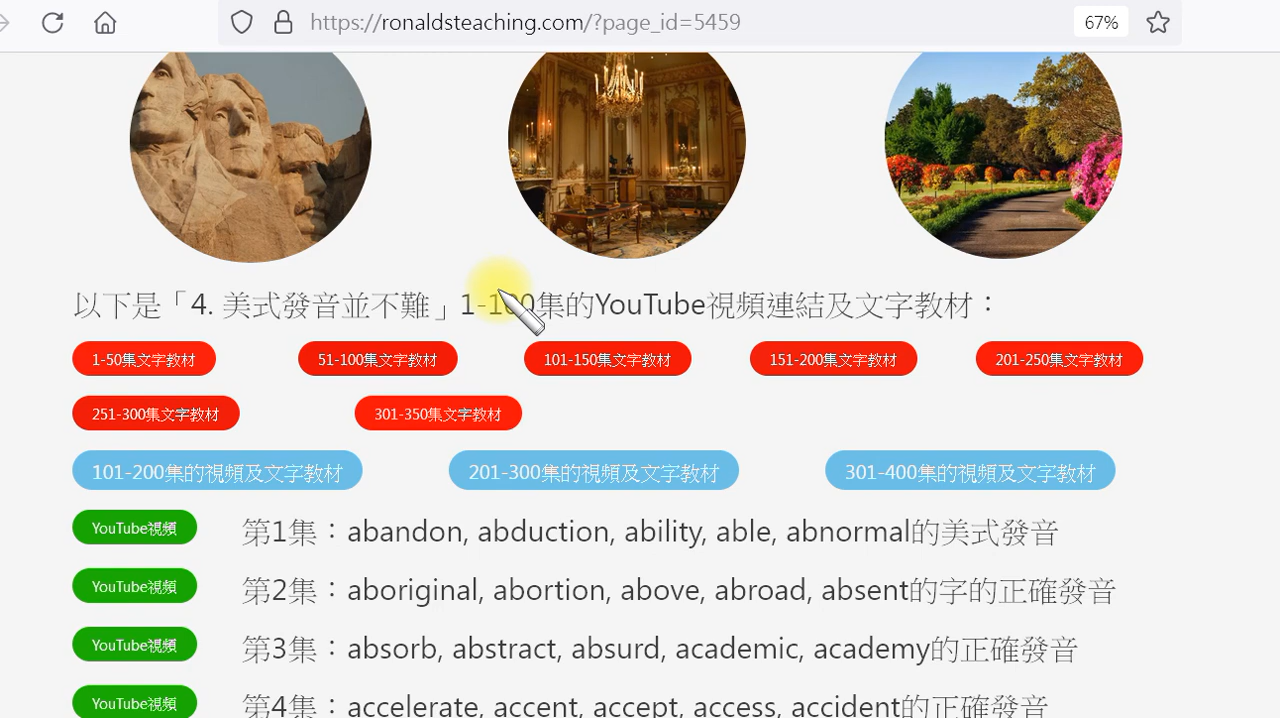 https://ronaldsteaching.com/?page_id=5459
67%
以下是「4. 美式發音並不難」1-100集的YouTube視頻連結及文字教材：
1-50集文字教材
51-100集文字教材
101-150集文字教材
151-200集文字教材
201-250集文字教材
251-300集文字教材
301-350集文字教材
101-200集的視頻及文字教材
201-300集的視頻及文字教材
301-400集的視頻及文字教材
YouTube視頻 第1集：abandon, abduction, ability, able, abnormal的美式發音
YouTube視頻 第2集：aboriginal, abortion, above, abroad, absent的字的正確發音
YouTube視頻 第3集：absorb, abstract, absurd, academic, academy的正確發音
YouTube視頻 第4集：accelerate, accent, accept, access, accident的正確發音